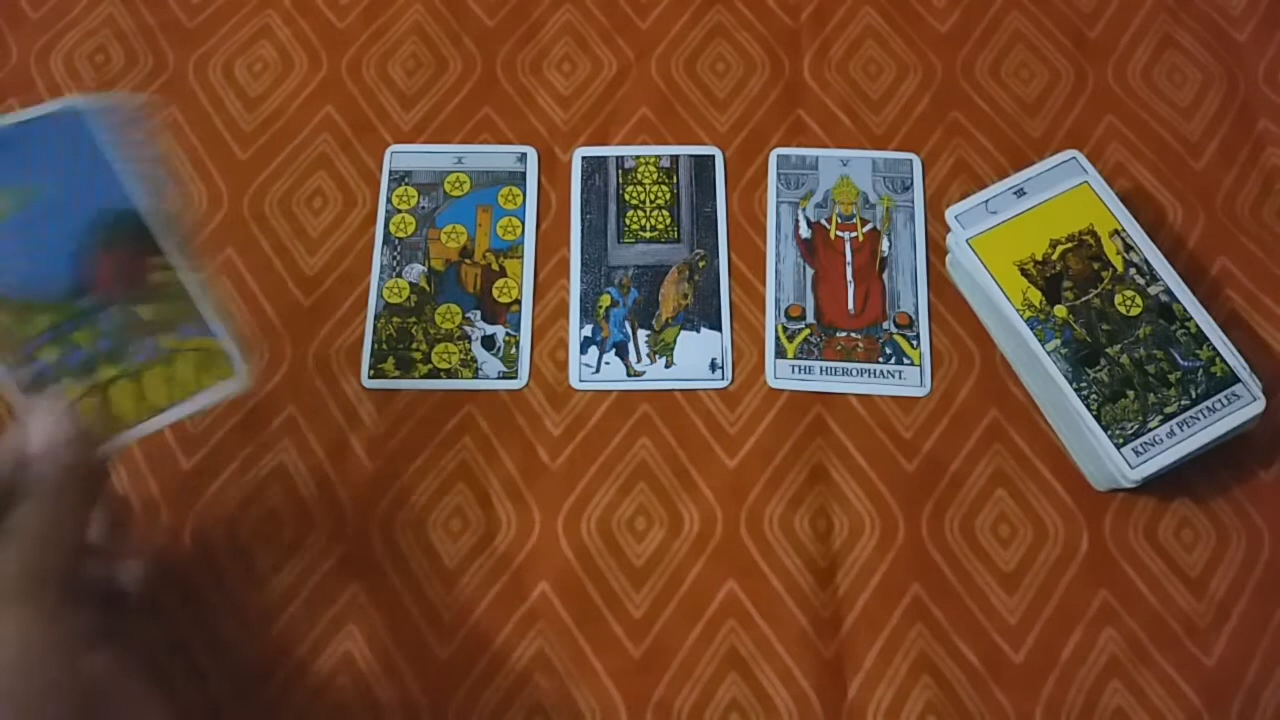 X
V
THE HIEROPHANT.
III
KING of PENTACLES.